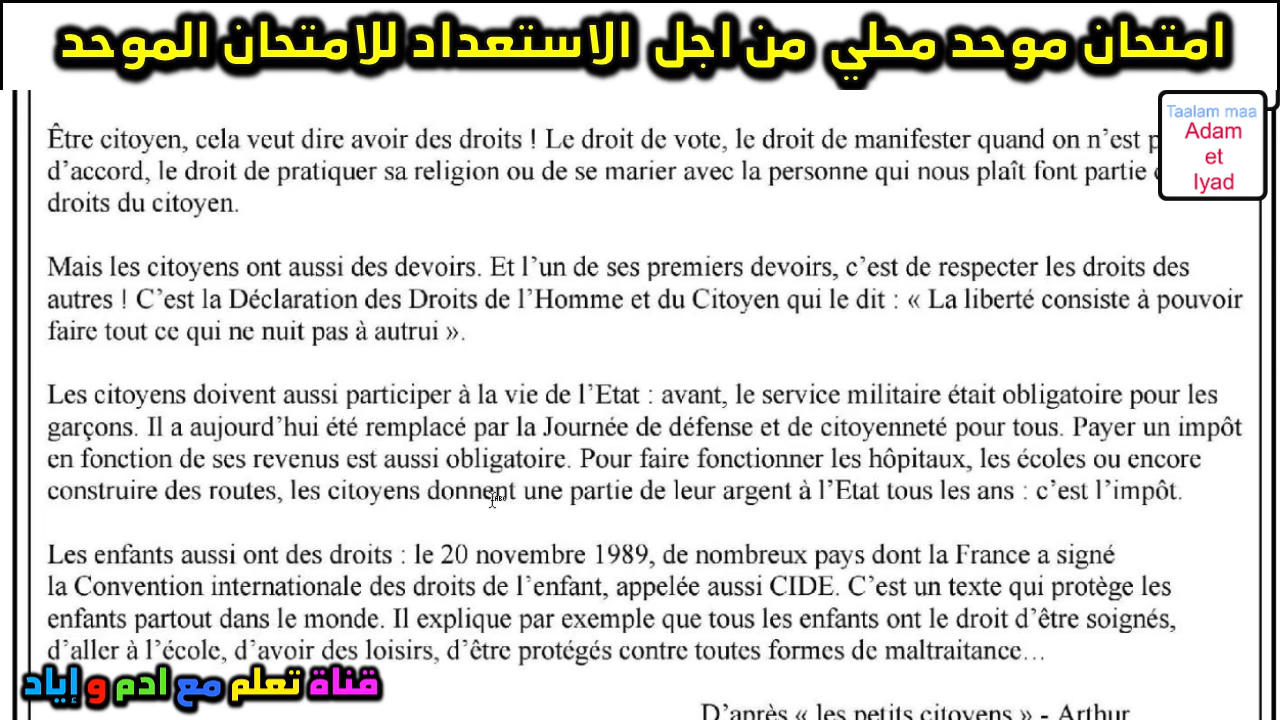 امتحان موحد محلي من اجل الاستعداد للامتحان الموحد
Taalam maa
Adam
et
Iyad
Être citoyen, cela veut dire avoir des droits ! Le droit de vote, le droit de manifester quand on n’est
d’accord, le droit de pratiquer sa religion ou de se marier avec la personne qui nous plaît font partie
droits du citoyen.
Mais les citoyens ont aussi des devoirs. Et l’un de ses premiers devoirs, c’est de respecter les droits des
autres ! C’est la Déclaration des Droits de l’Homme et du Citoyen qui le dit : « La liberté consiste à pouvoir
faire tout ce qui ne nuit pas à autrui ».
Les citoyens doivent aussi participer à la vie de l’Etat : avant, le service militaire était obligatoire pour les
garçons. Il a aujourd’hui été remplacé par la Journée de défense et de citoyenneté pour tous. Payer un impôt
en fonction de ses revenus est aussi obligatoire. Pour faire fonctionner les hôpitaux, les écoles ou encore
construire des routes, les citoyens donnent une partie de leur argent à l’Etat tous les ans : c’est l’impôt.
Les enfants aussi ont des droits : le 20 novembre 1989, de nombreux pays dont la France a signé
la Convention internationale des droits de l’enfant, appelée aussi CIDE. C’est un texte qui protège les
enfants partout dans le monde. Il explique par exemple que tous les enfants ont le droit d’être soignés,
d’aller à l’école, d’avoir des loisirs, d’être protégés contre toutes formes de maltraitance…
قناة تعلم مع ادم و إياد
D’après « les petits citoyens » - Arthur